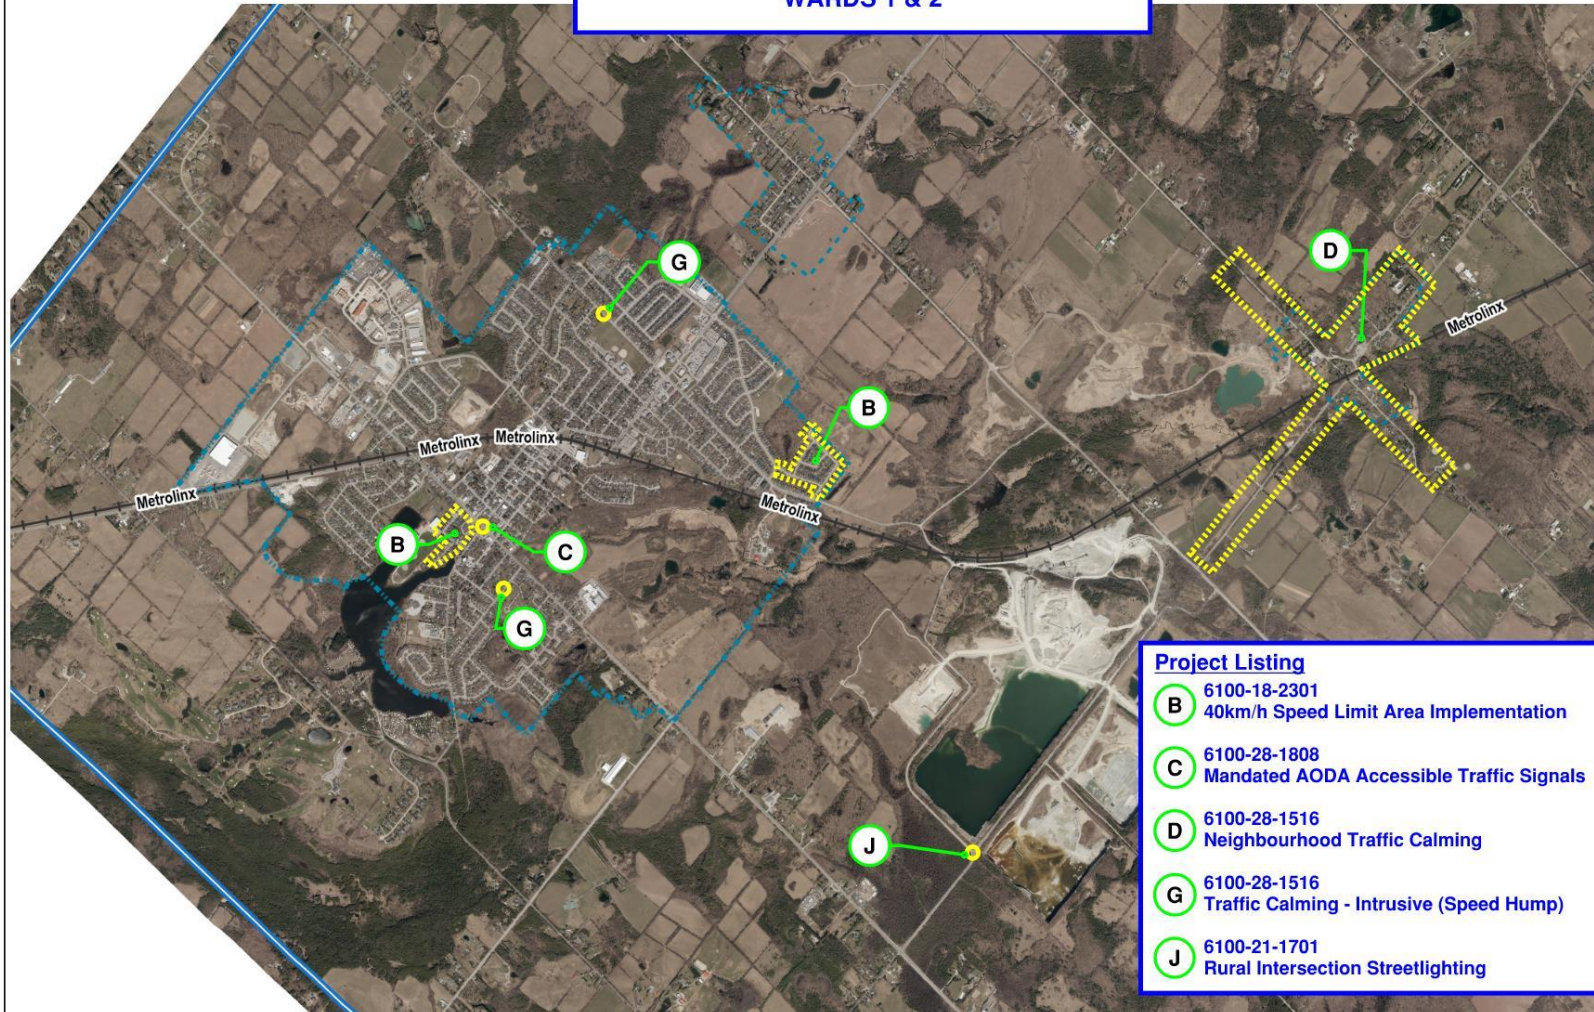 WARDS 1 & 2
G
D
Metrolinx
B
Metrolinx
Metrolinx
Metrolinx
Metrolinx
B
C
G
J
Project Listing
B
6100-18-2301
40km/h Speed Limit Area Implementation
C
6100-28-1808
Mandated AODA Accessible Traffic Signals
D
6100-28-1516
Neighbourhood Traffic Calming
G
6100-28-1516
Traffic Calming - Intrusive (Speed Hump)
J
6100-21-1701
Rural Intersection Streetlighting